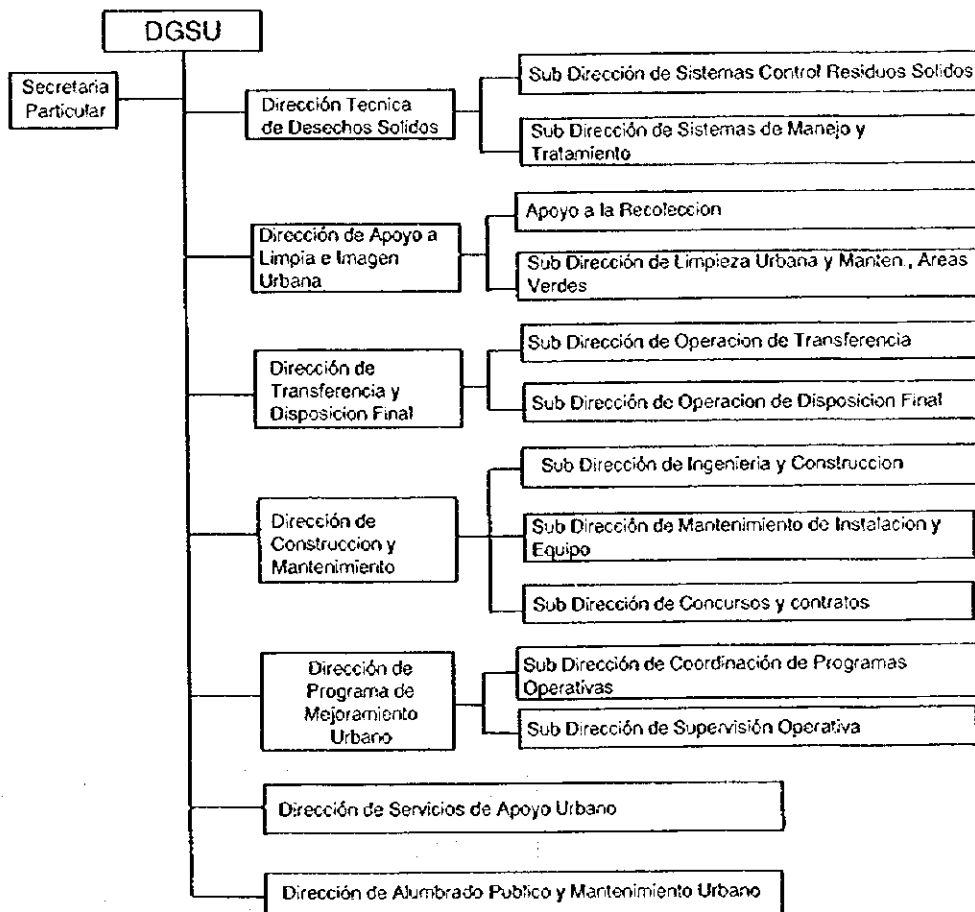 DGSU
Secretaria
Particular
Dirección Tecnica
de Desechos Solidos
Sub Dirección de Sistemas Control Residuos Solidos
Sub Dirección de Sistemas de Manejo y
Tratamiento
Dirección de Apoyo a
Limpia e Imagen
Urbana
Apoyo a la Recoleccion
Sub Dirección de Limpieza Urbana y Manten., Areas
Verdes
Dirección de
Transferencia y
Disposicion Final
Sub Dirección de Operacion de Transferencia
Sub Dirección de Operacion de Disposicion Final
Dirección de
Construccion y
Mantenimiento
Sub Dirección de Ingenieria y Construccion
Sub Dirección de Mantenimiento de Instalacion y
Equipo
Sub Dirección de Concursos y contratos
Dirección de
Programa de
Mejoramiento
Urbano
Sub Dirección de Coordinación de Programas
Operativas
Sub Dirección de Supervisión Operativa
Dirección de Servicios de Apoyo Urbano
Dirección de Alumbrado Publico y Mantenimiento Urbano